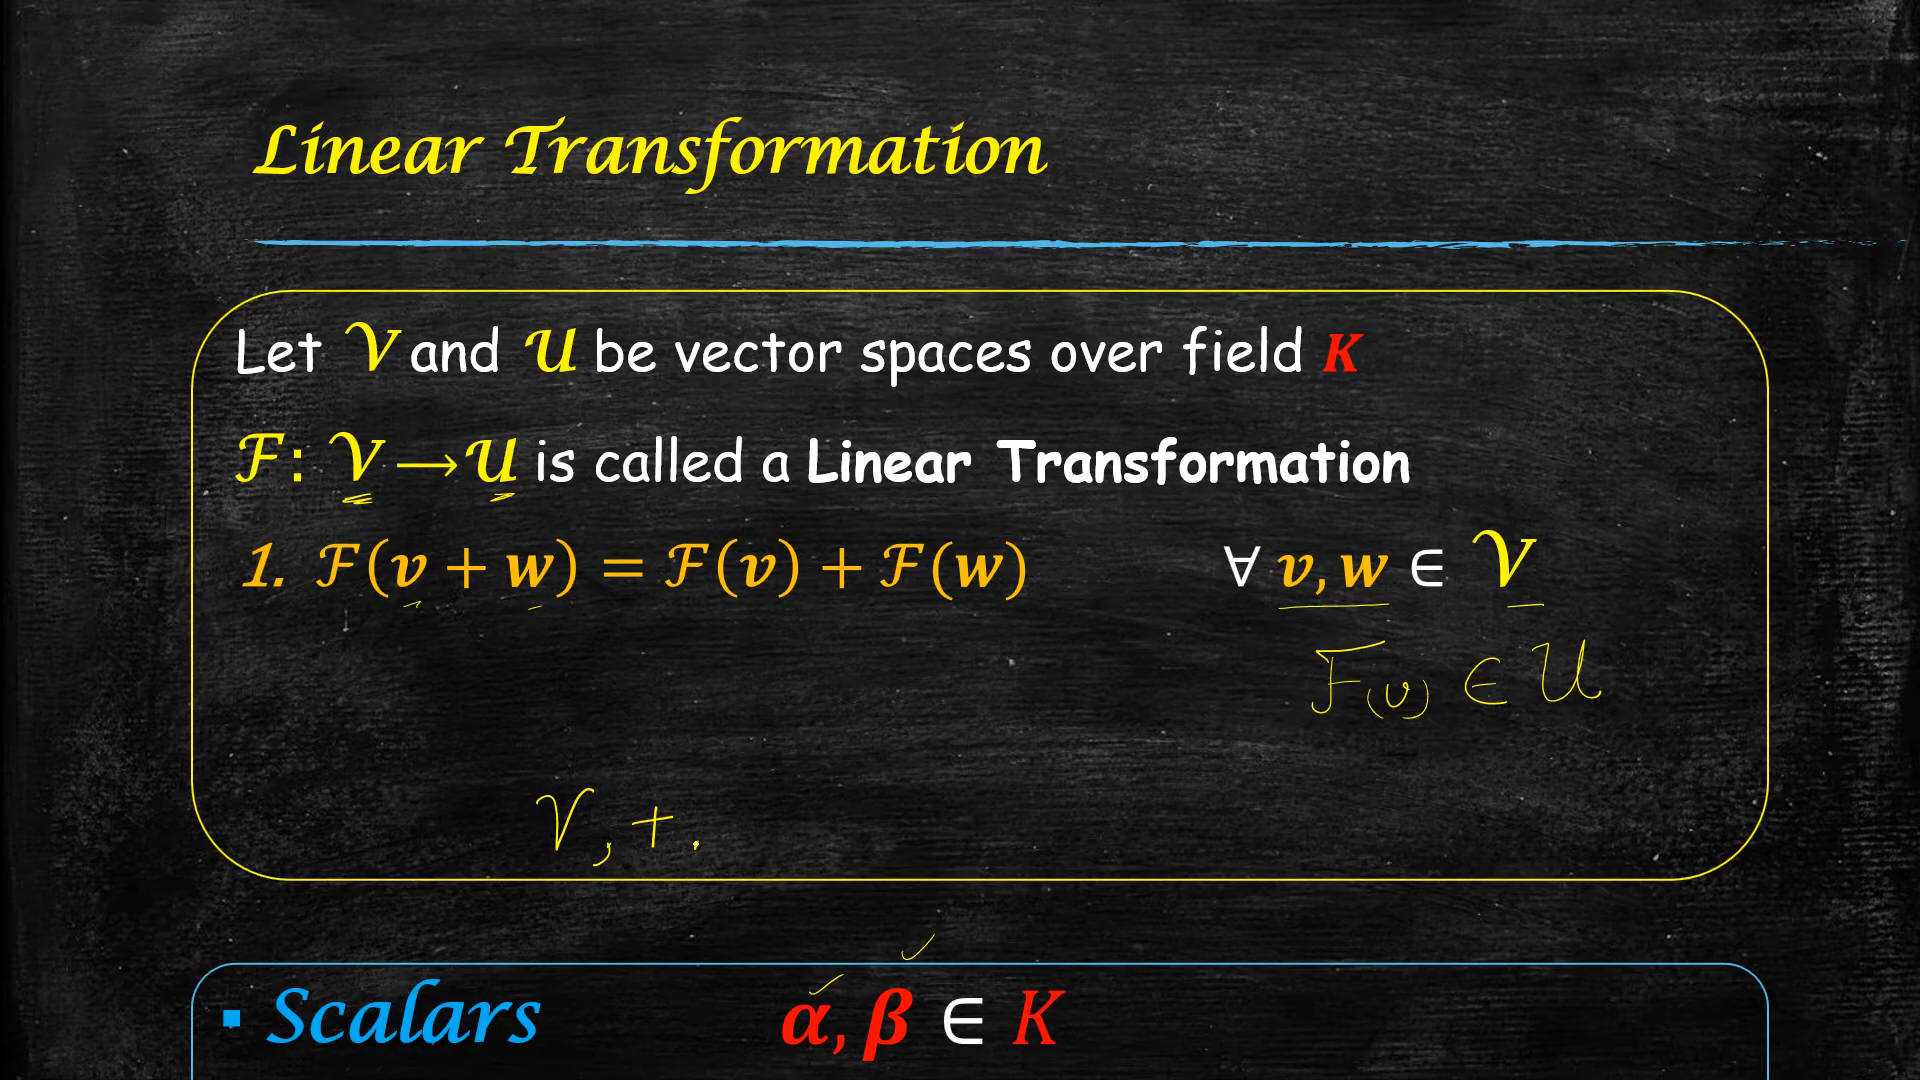 Linear Transformation
Let 𝒱 and 𝒰 be vector spaces over field K
ℱ: 𝒱 ⟶ 𝒰 is called a Linear Transformation
1. ℱ(v + w) = ℱ(v) + ℱ(w) ∀ v, w ∈ 𝒱
ℱ(v) ∈ 𝒰
𝒱, + .
▪ Scalars α, β ∈ K